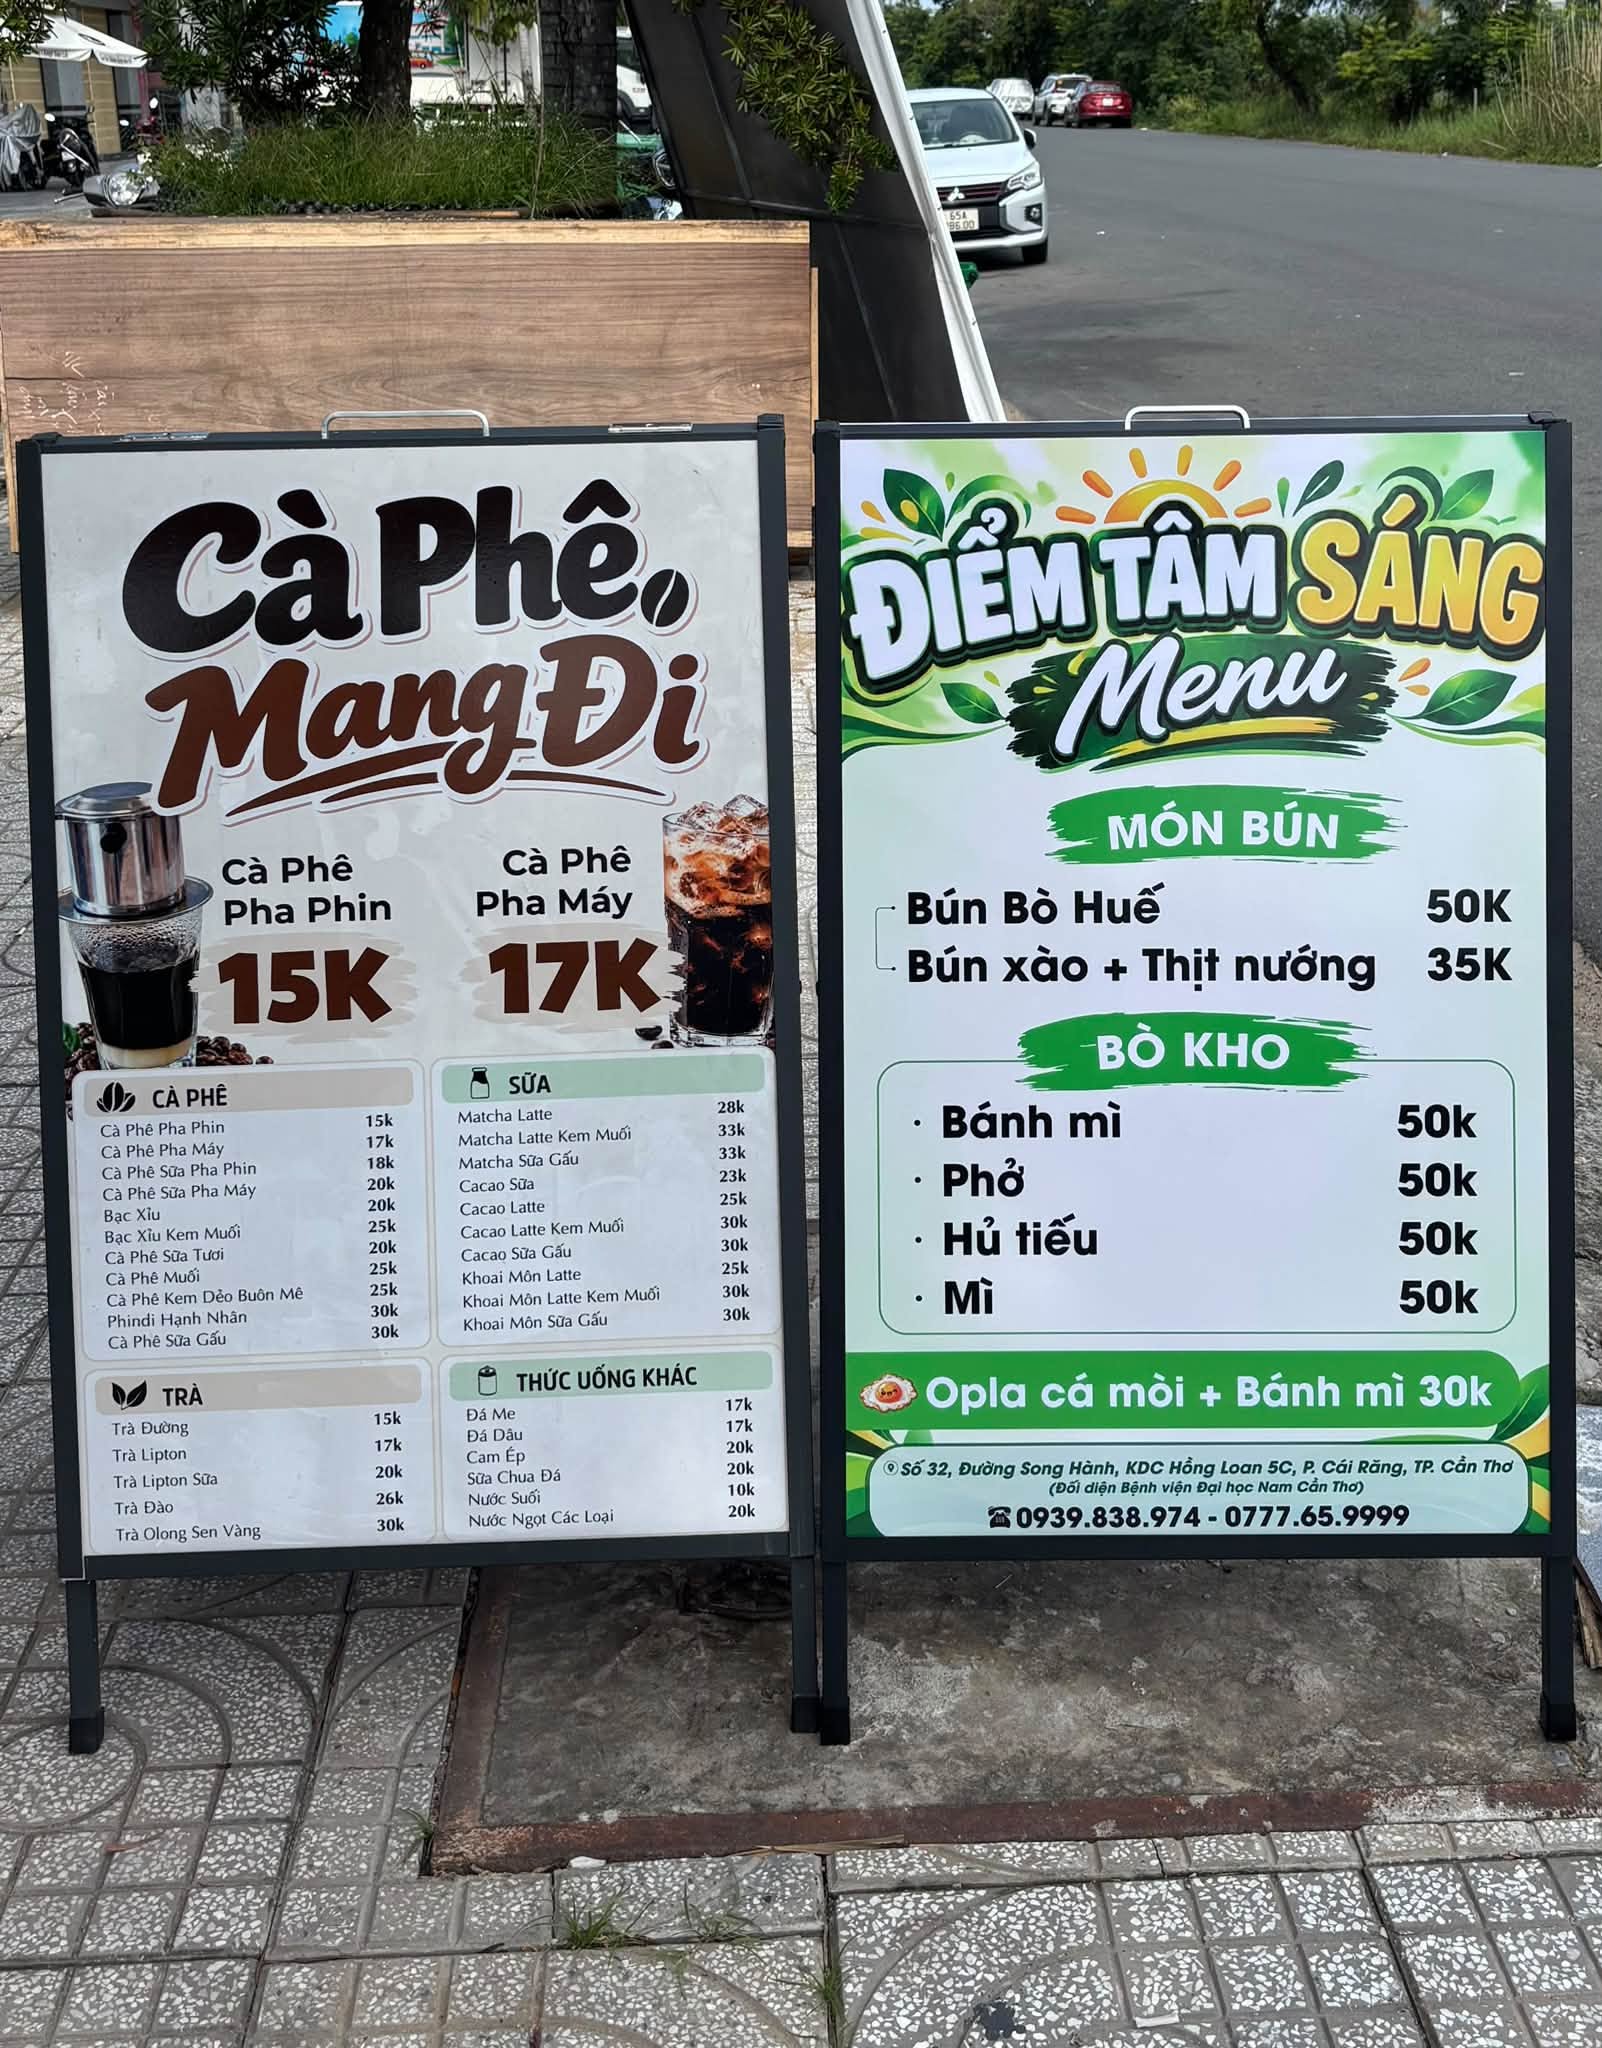 Cà Phê
Mang Đi
Cà Phê
Pha Phin
15K
Cà Phê
Pha Máy
17K
CÀ PHÊ
Cà Phê Pha Phin 15k
Cà Phê Pha Máy 17k
Cà Phê Sữa Pha Phin 18k
Cà Phê Sữa Pha Máy 20k
Bạc Xỉu 20k
Bạc Xỉu Kem Muối 25k
Cà Phê Sữa Tươi 20k
Cà Phê Muối 25k
Cà Phê Kem Dẻo Buôn Mê 25k
Phindi Hạnh Nhân 30k
Cà Phê Sữa Gấu 30k
SỮA
Matcha Latte 28k
Matcha Latte Kem Muối 33k
Matcha Sữa Gấu 33k
Cacao Sữa 23k
Cacao Latte 25k
Cacao Latte Kem Muối 30k
Cacao Sữa Gấu 30k
Khoai Môn Latte 25k
Khoai Môn Latte Kem Muối 30k
Khoai Môn Sữa Gấu 30k
TRÀ
Trà Đường 15k
Trà Lipton 17k
Trà Lipton Sữa 20k
Trà Đào 26k
Trà Olong Sen Vàng 30k
THỨC UỐNG KHÁC
Đá Me 17k
Đá Dâu 17k
Cam Ép 20k
Sữa Chua Đá 20k
Nước Suối 10k
Nước Ngọt Các Loại 20k
ĐIỂM TÂM SÁNG
Menu
MÓN BÚN
Bún Bò Huế 50K
Bún xào + Thịt nướng 35K
BÒ KHO
· Bánh mì 50k
· Phở 50k
· Hủ tiếu 50k
· Mì 50k
Opla cá mòi + Bánh mì 30k
Số 32, Đường Song Hành, KDC Hồng Loan 5C, P. Cái Răng, TP. Cần Thơ
(Đối diện Bệnh viện Đại học Nam Cần Thơ)
0939.838.974 - 0777.65.9999
65A